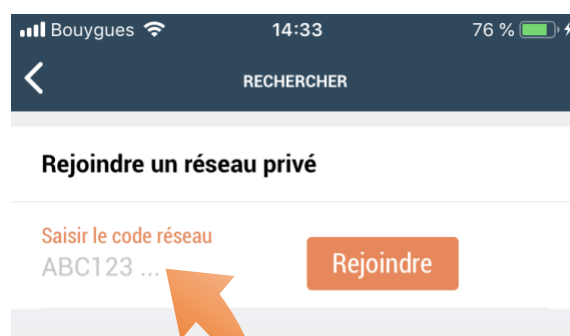 Bouygues 14:33 76 %
RECHERCHER
Rejoindre un réseau privé
Saisir le code réseau
ABC123 ...
Rejoindre